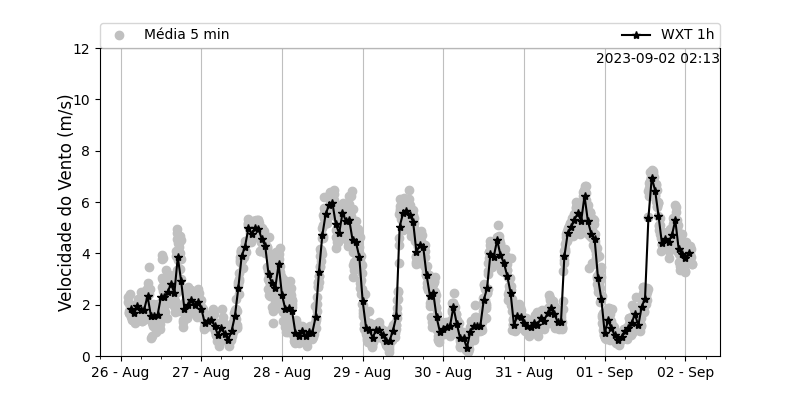 Média 5 min
WXT 1h
2023-09-02 02:13
Velocidade do Vento (m/s)
12
10
8
6
4
2
0
26 - Aug
27 - Aug
28 - Aug
29 - Aug
30 - Aug
31 - Aug
01 - Sep
02 - Sep